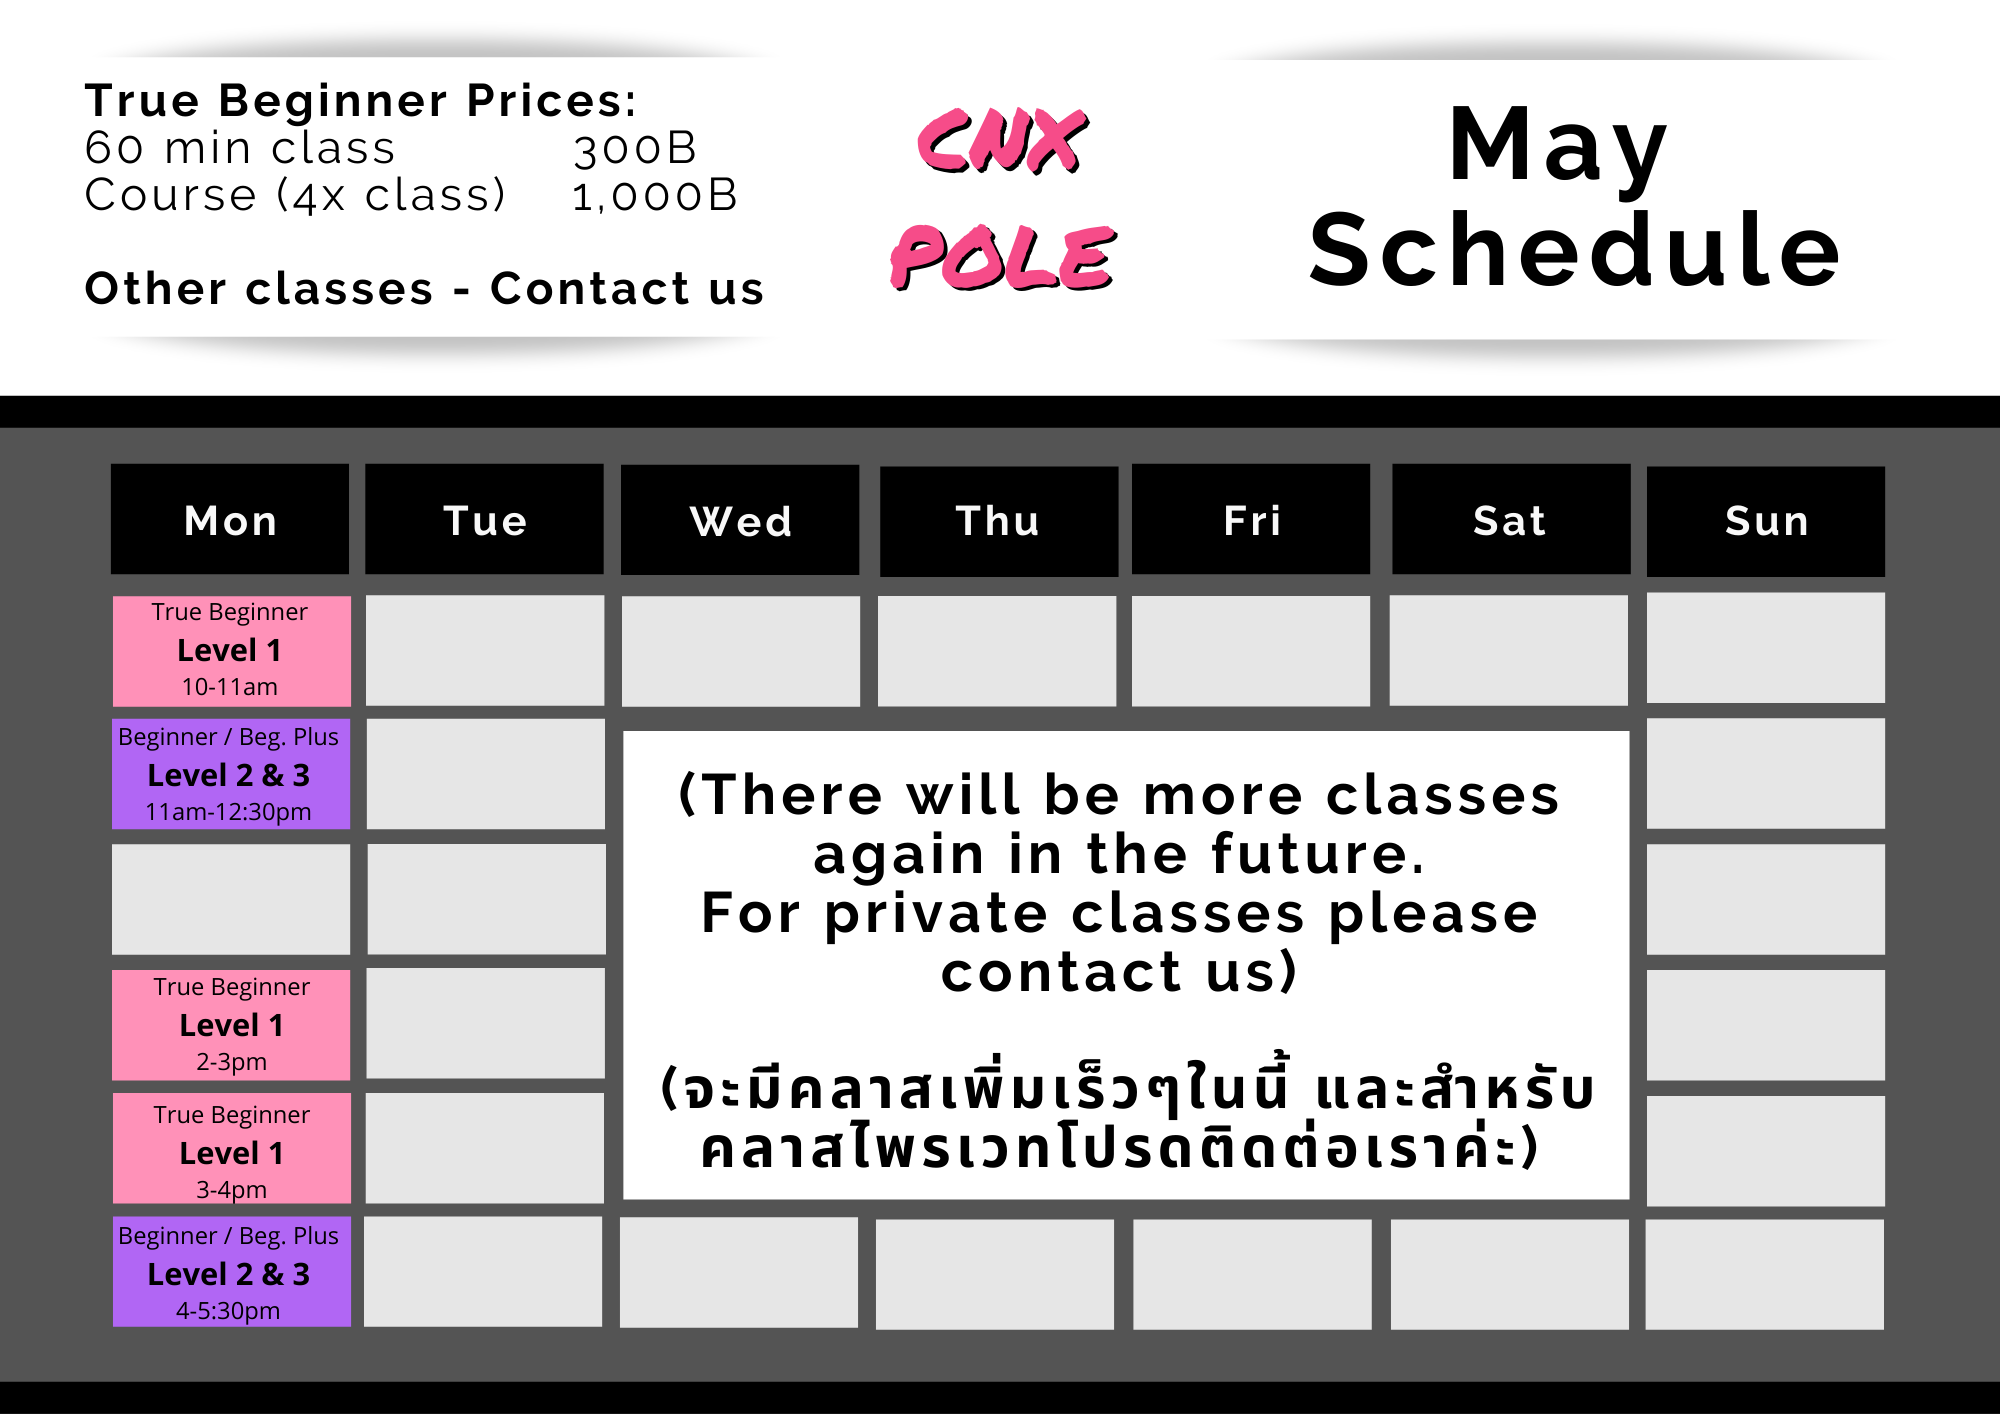 True Beginner Prices:
60 min class 300B
Course (4x class) 1,000B
Other classes - Contact us
CNX
POLE
May
Schedule
Mon Tue Wed Thu Fri Sat Sun
True Beginner
Level 1
10-11am
Beginner / Beg. Plus
Level 2 & 3
11am-12:30pm
True Beginner
Level 1
2-3pm
True Beginner
Level 1
3-4pm
Beginner / Beg. Plus
Level 2 & 3
4-5:30pm
(There will be more classes
again in the future.
For private classes please
contact us)
(จะมีคลาสเพิ่มเร็วๆในนี้ และสำหรับ
คลาสไพรเวทโปรดติดต่อเราค่ะ)